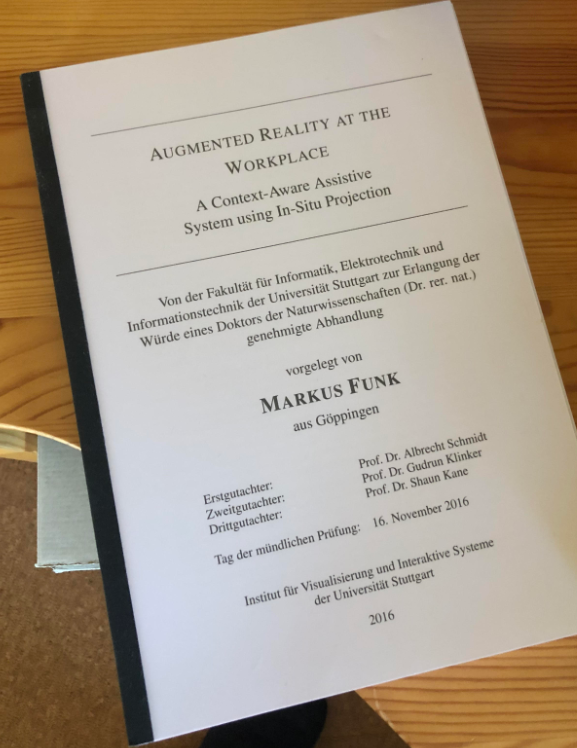 AUGMENTED REALITY AT THE
WORKPLACE
A Context-Aware Assistive
System using In-Situ Projection
Von der Fakultät für Informatik, Elektrotechnik und
Informationstechnik der Universität Stuttgart zur Erlangung der
Würde eines Doktors der Naturwissenschaften (Dr. rer. nat.)
genehmigte Abhandlung
vorgelegt von
MARKUS FUNK
aus Göppingen
Erstgutachter: Prof. Dr. Albrecht Schmidt
Zweitgutachter: Prof. Dr. Gudrun Klinker
Drittgutachter: Prof. Dr. Shaun Kane
Tag der mündlichen Prüfung: 16. November 2016
Institut für Visualisierung und Interaktive Systeme
der Universität Stuttgart
2016